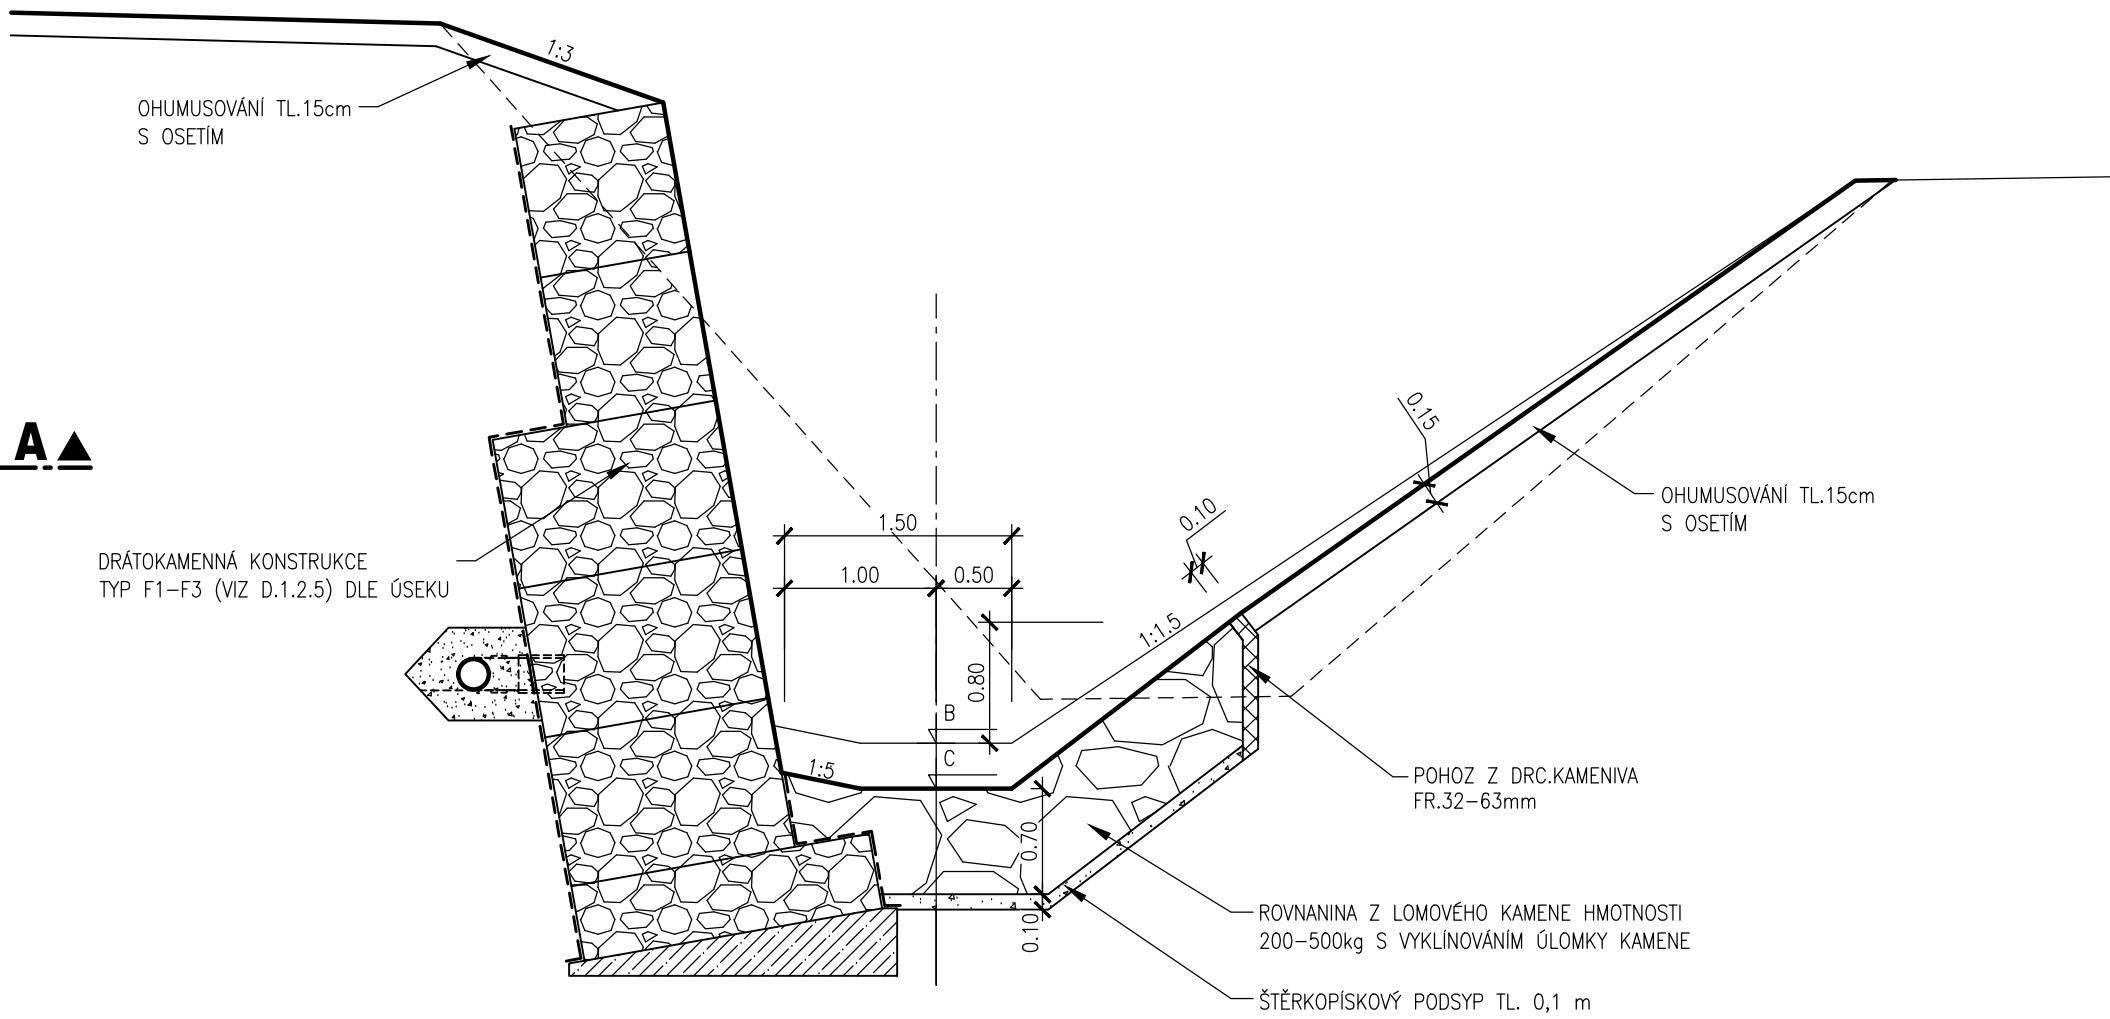 1:3
OHUMUSOVÁNÍ TL.15cm
S OSETÍM
A
DRÁTOKAMENNÁ KONSTRUKCE
TYP F1-F3 (VIZ D.1.2.5) DLE ÚSEKU
1.50
1.00
0.50
0.80
B
C
1:5
0.10
1:1.5
0.15
OHUMUSOVÁNÍ TL.15cm
S OSETÍM
0.70
0.10
POHOZ Z DRC.KAMENIVA
FR.32-63mm
ROVNANINA Z LOMOVÉHO KAMENE HMOTNOSTI
200-500kg S VYKLÍNOVÁNÍM ÚLOMKY KAMENE
ŠTĚRKOPÍSKOVÝ PODSYP TL. 0,1 m